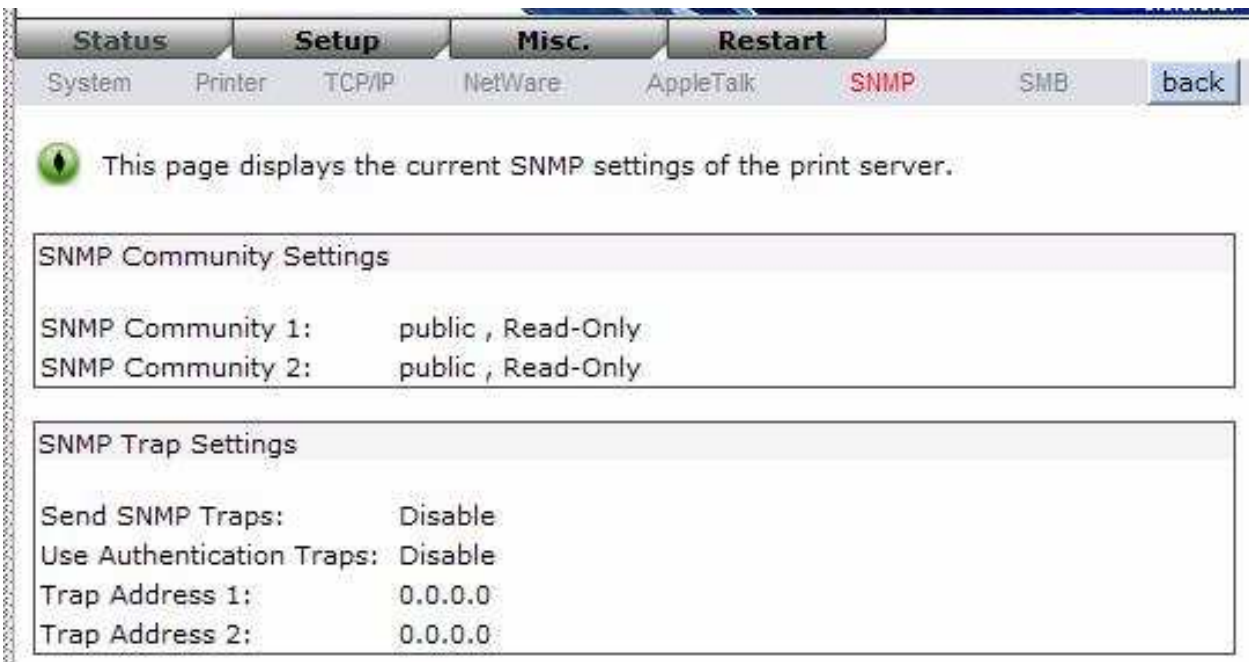 Status Setup Misc. Restart
System Printer TCP/IP NetWare AppleTalk SNMP SMB back
This page displays the current SNMP settings of the print server.
SNMP Community Settings
SNMP Community 1: public , Read-Only
SNMP Community 2: public , Read-Only
SNMP Trap Settings
Send SNMP Traps: Disable
Use Authentication Traps: Disable
Trap Address 1: 0.0.0.0
Trap Address 2: 0.0.0.0